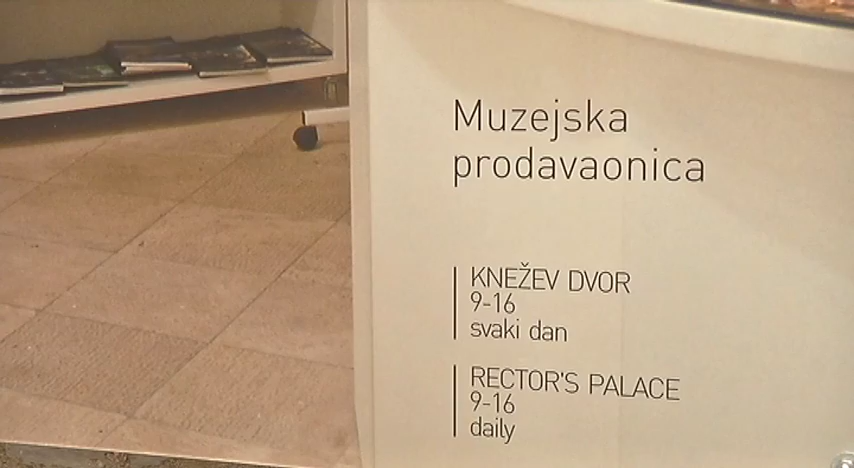 Muzejska
prodavaonica
KNEŽEV DVOR
9-16
svaki dan
RECTOR'S PALACE
9-16
daily